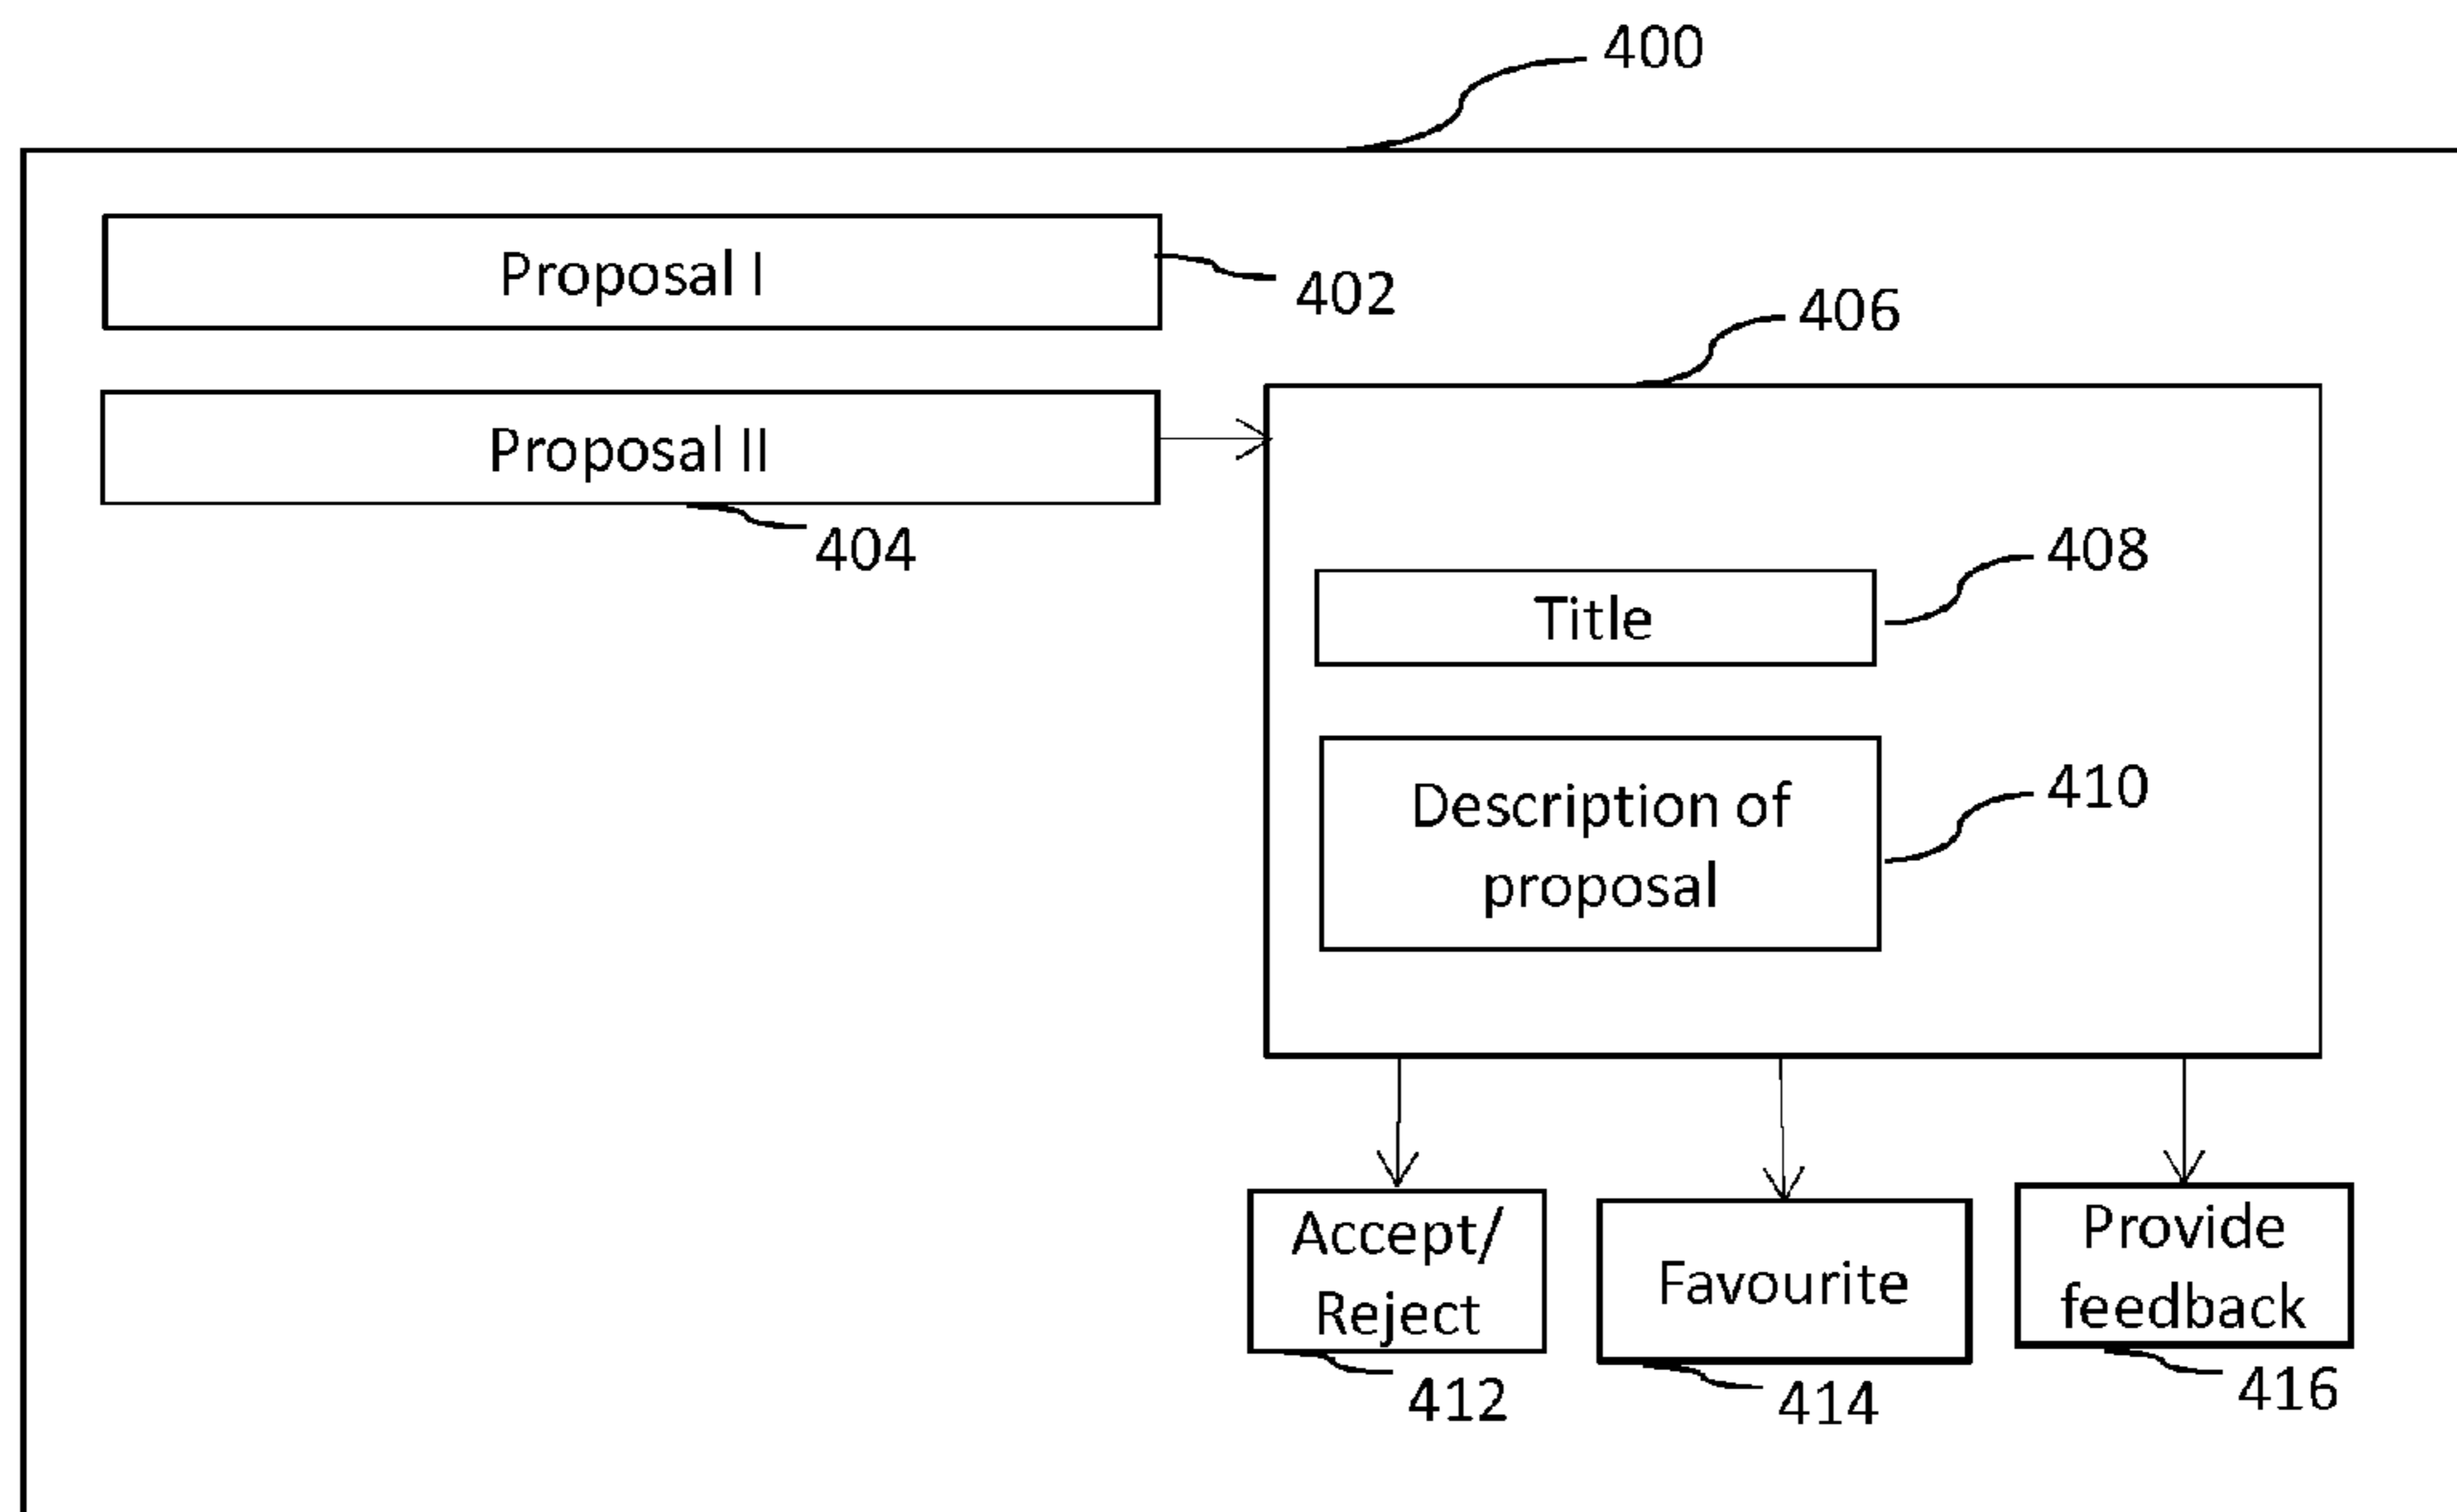 400
Proposal I
402
406
Proposal II
404
408
Title
410
Description of
proposal
Accept/
Reject
412
Favourite
414
Provide
feedback
416